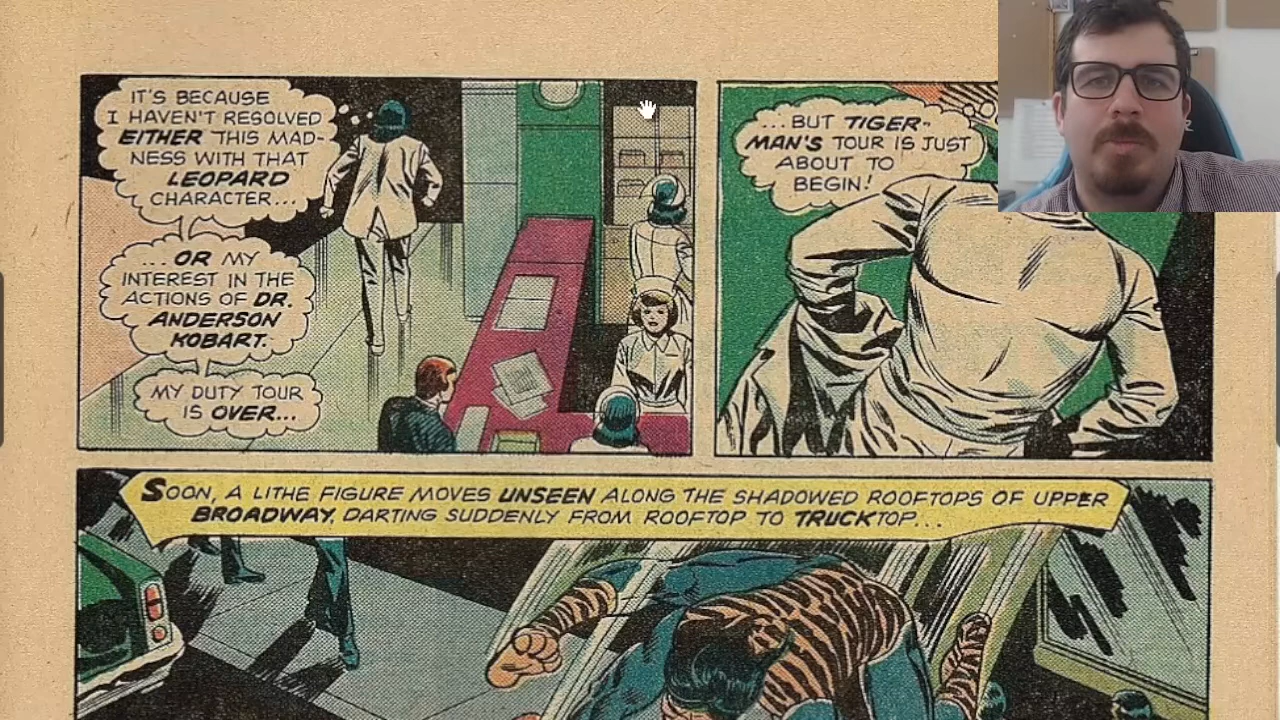 IT'S BECAUSE
I HAVEN'T RESOLVED
EITHER THIS MAD-
NESS WITH THAT
LEOPARD
CHARACTER...
...OR MY
INTEREST IN THE
ACTIONS OF DR.
ANDERSON
KOBART.
MY DUTY TOUR
IS OVER...
...BUT TIGER-
MAN'S TOUR IS JUST
ABOUT TO
BEGIN!
SOON, A LITHE FIGURE MOVES UNSEEN ALONG THE SHADOWED ROOFTOPS OF UPPER
BROADWAY, DARTING SUDDENLY FROM ROOFTOP TO TRUCKTOP...